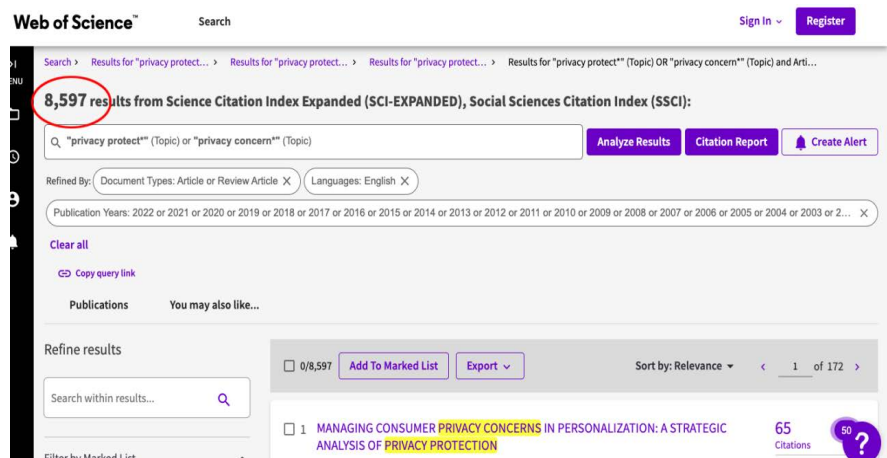 Web of Science™ Search Sign In Register
MENU
Search > Results for "privacy protect... > Results for "privacy protect... > Results for "privacy protect... > Results for "privacy protect*" (Topic) OR "privacy concern*" (Topic) and Arti...
8,597 results from Science Citation Index Expanded (SCI-EXPANDED), Social Sciences Citation Index (SSCI):
"privacy protect*" (Topic) or "privacy concern*" (Topic) Analyze Results Citation Report Create Alert
Refined By: Document Types: Article or Review Article X Languages: English X
Publication Years: 2022 or 2021 or 2020 or 2019 or 2018 or 2017 or 2016 or 2015 or 2014 or 2013 or 2012 or 2011 or 2010 or 2009 or 2008 or 2007 or 2006 or 2005 or 2004 or 2003 or 2... X
Clear all
Copy query link
Publications You may also like...
Refine results
0/8,597 Add To Marked List Export Sort by: Relevance < 1 of 172 >
Search within results...
1 MANAGING CONSUMER PRIVACY CONCERNS IN PERSONALIZATION: A STRATEGIC
ANALYSIS OF PRIVACY PROTECTION
65
Citations
50
?
Filter by Marked List